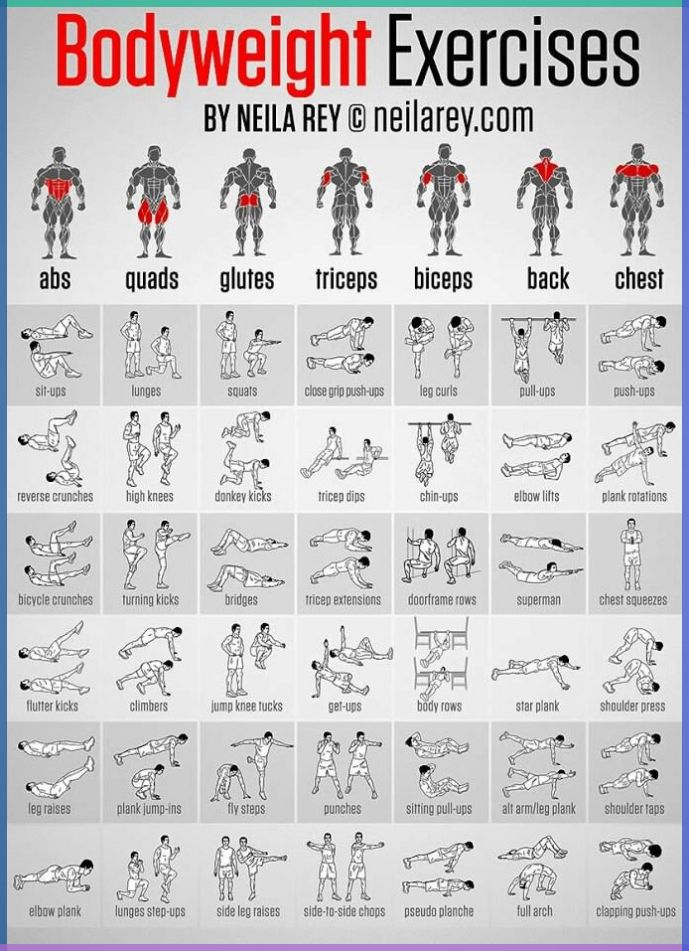 Bodyweight Exercises
BY NEILA REY © neilarey.com
abs quads glutes triceps biceps back chest
sit-ups lunges squats close grip push-ups leg curls pull-ups push-ups
reverse crunches high knees donkey kicks tricep dips chin-ups elbow lifts plank rotations
bicycle crunches turning kicks bridges tricep extensions doorframe rows superman chest squeezes
flutter kicks climbers jump knee tucks get-ups body rows star plank shoulder press
leg raises plank jump-ins fly steps punches sitting pull-ups alt arm/leg plank shoulder taps
elbow plank lunges step-ups side leg raises side-to-side chops pseudo planche full arch clapping push-ups